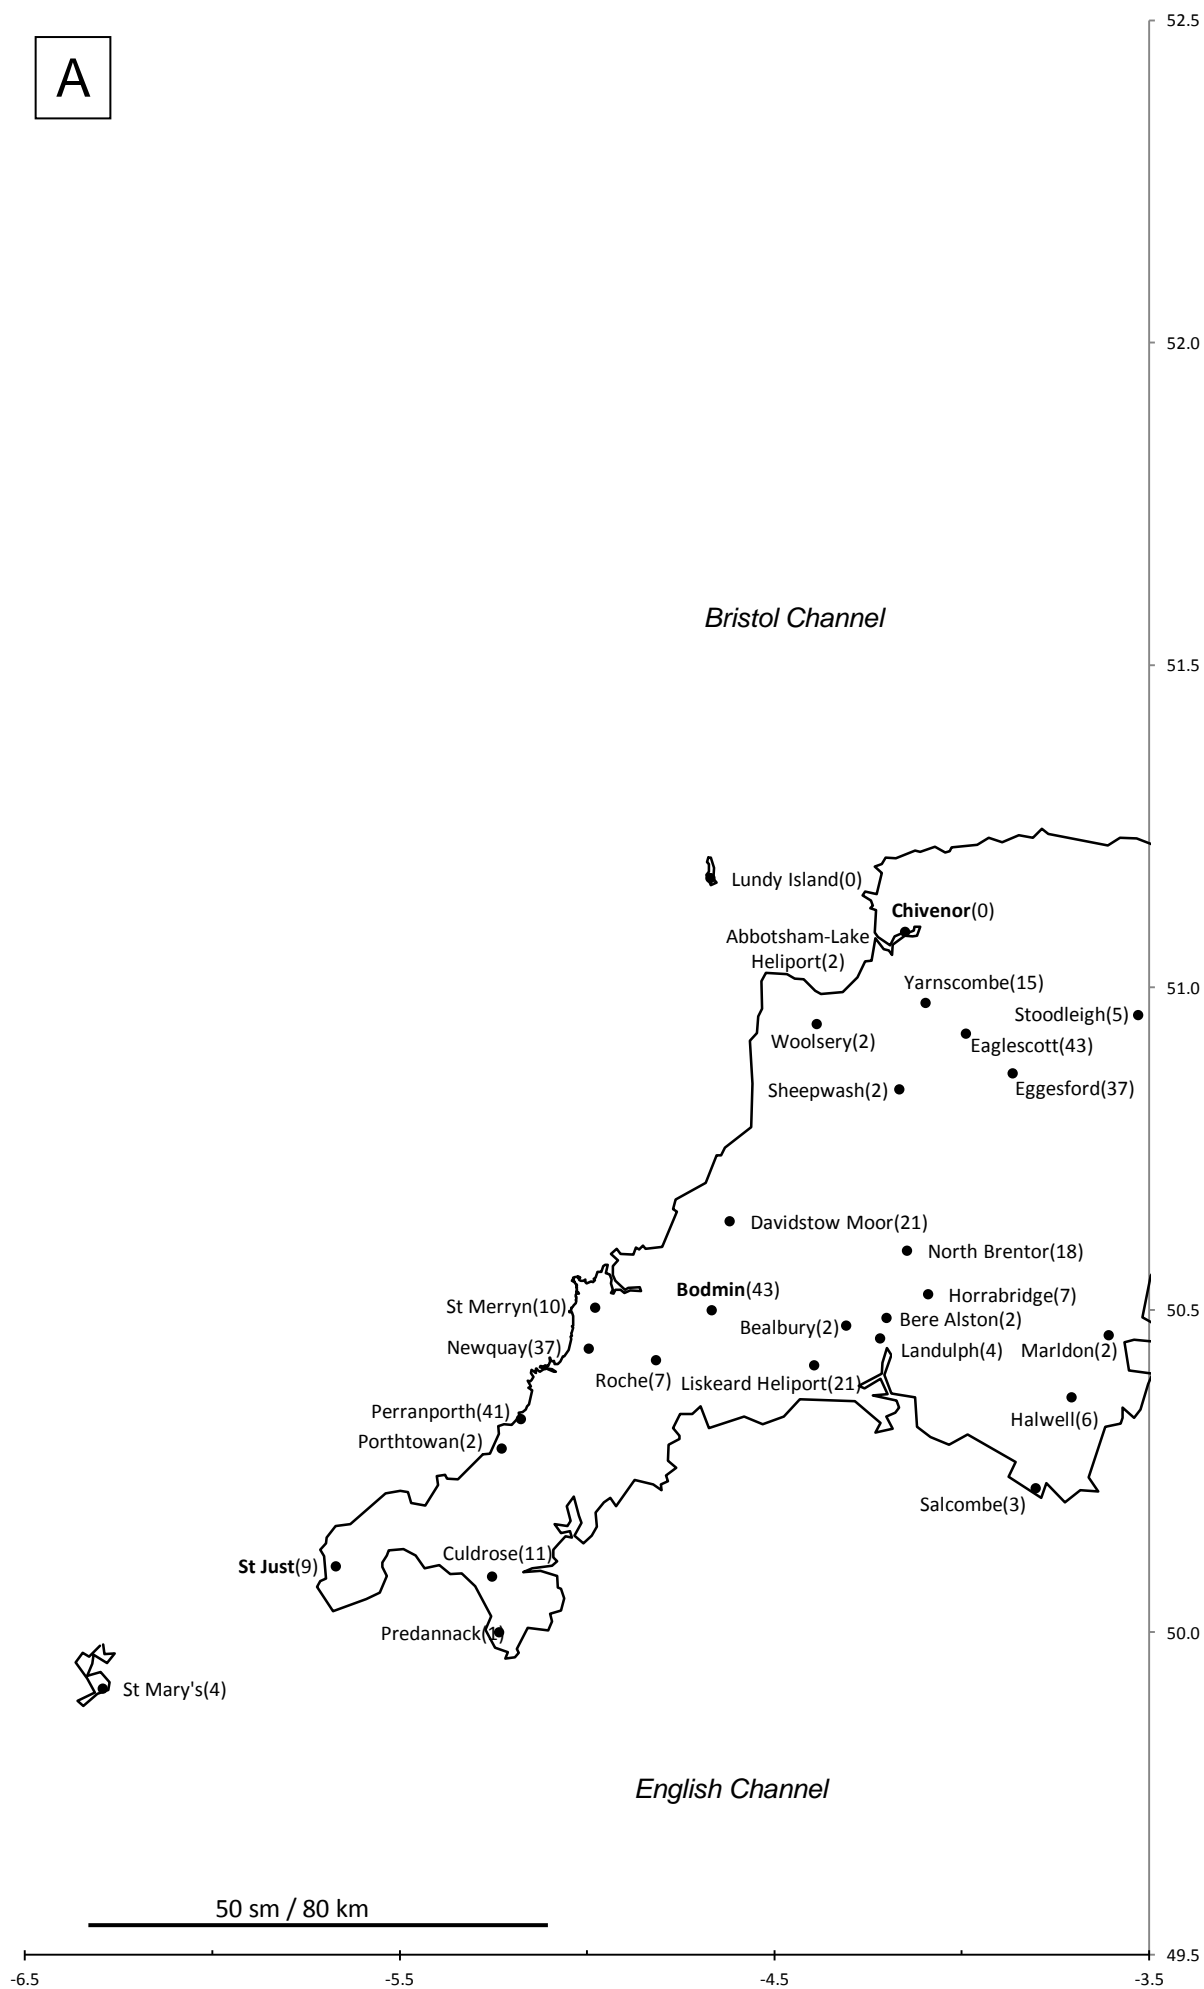 A
52.5
52.0
Bristol Channel
51.5
Lundy Island(0)
Chivenor(0)
Abbotsham-Lake
Heliport(2)
Yarnscombe(15)
51.0
Stoodleigh(5)
Woolsery(2)
Eaglescott(43)
Sheepwash(2)
Eggesford(37)
Davidstow Moor(21)
North Brentor(18)
Bodmin(43)
Horrabridge(7)
St Merryn(10)
50.5
Bere Alston(2)
Bealbury(2)
Newquay(37)
Landulph(4)
Marldon(2)
Roche(7)
Liskeard Heliport(21)
Perranporth(41)
Halwell(6)
Porthtowan(2)
Salcombe(3)
Culdrose(11)
St Just(9)
Predannack(1)
50.0
St Mary's(4)
English Channel
50 sm / 80 km
49.5
-6.5
-5.5
-4.5
-3.5